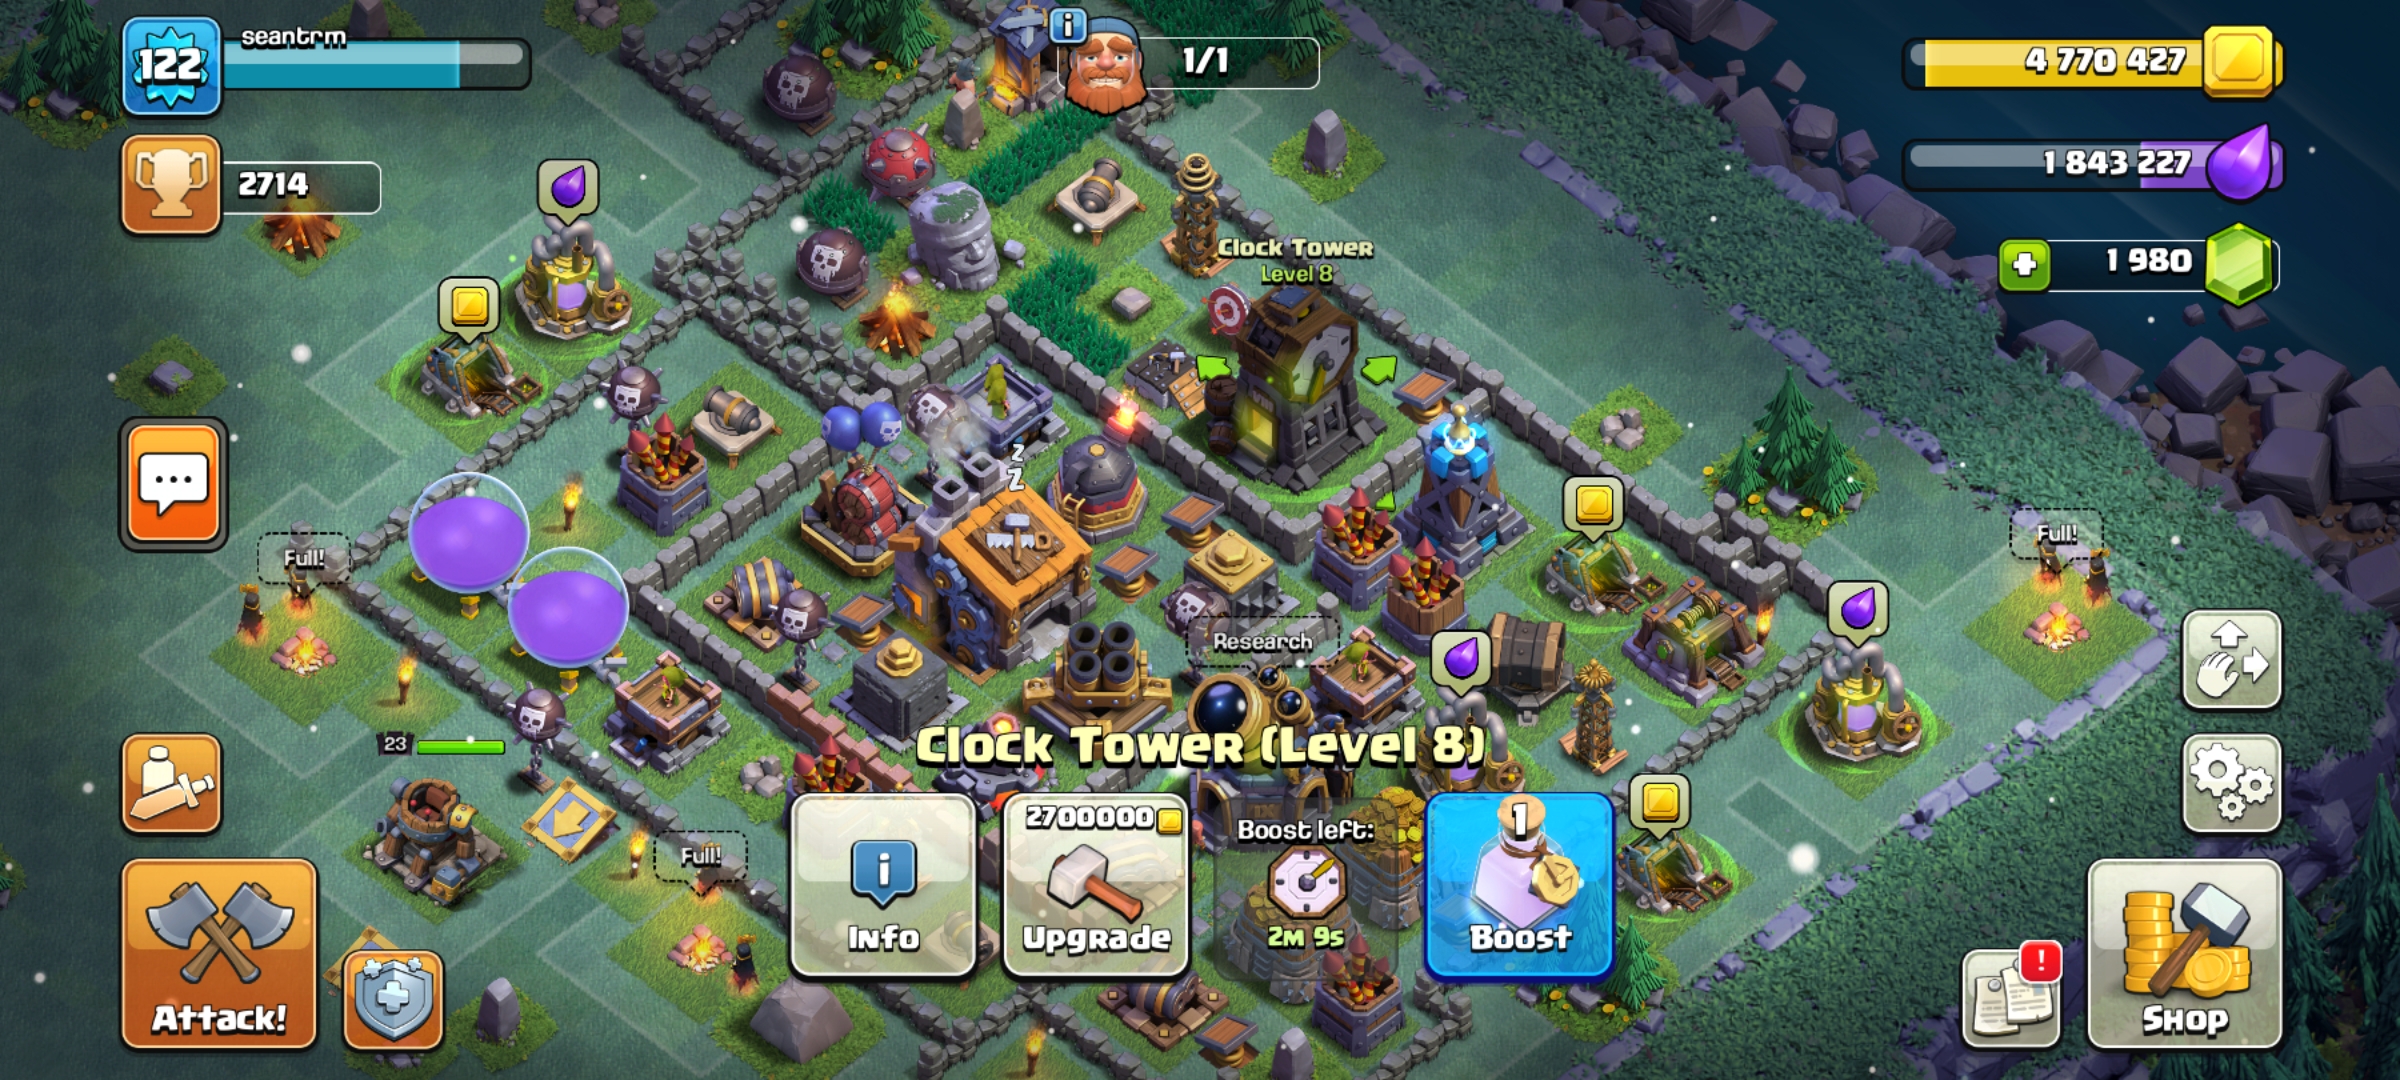 122
seantrm
1/1
4 770 427
2714
1 843 227
1 980
Clock Tower
Level 8
z
Z
Full!
Full!
Research
23
Clock Tower (Level 8)
Full!
Info
2700000
Upgrade
Boost left:
2M 9s
1
Boost
Attack!
!
Shop